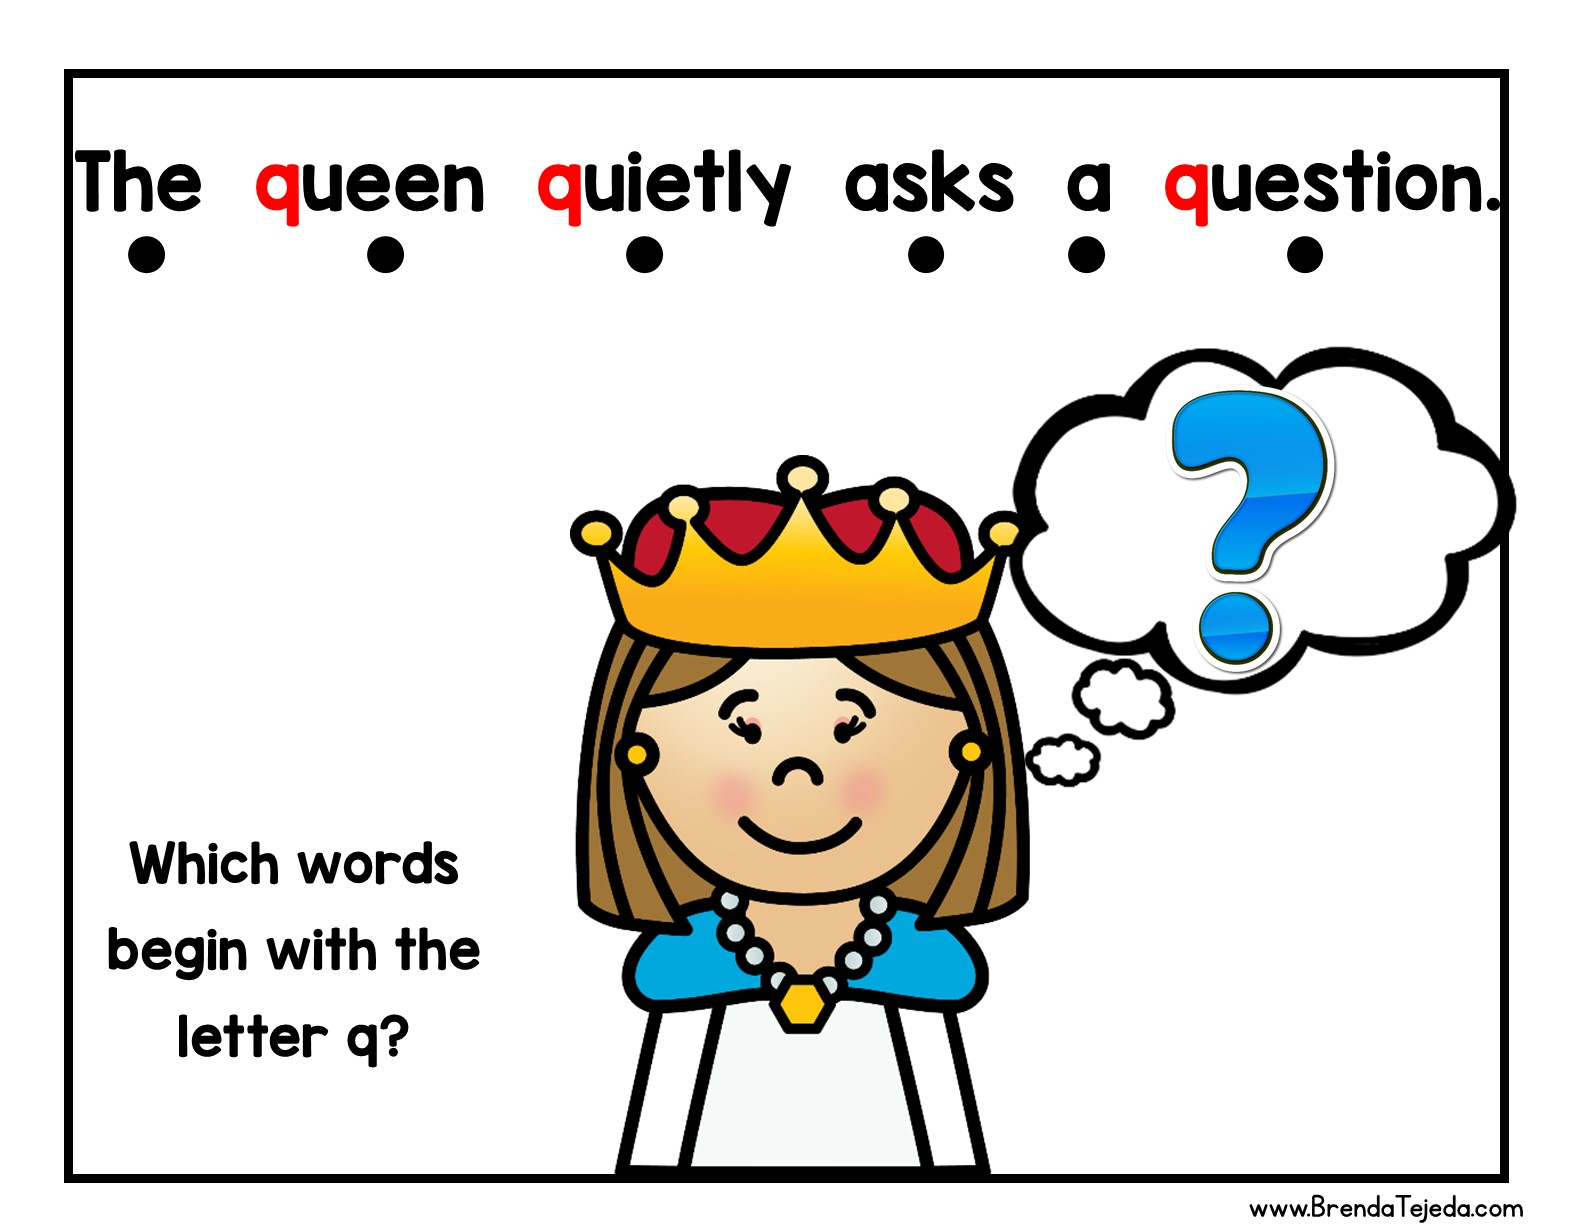 The queen quietly asks a question.
?
Which words
begin with the
letter q?
www.BrendaTejeda.com